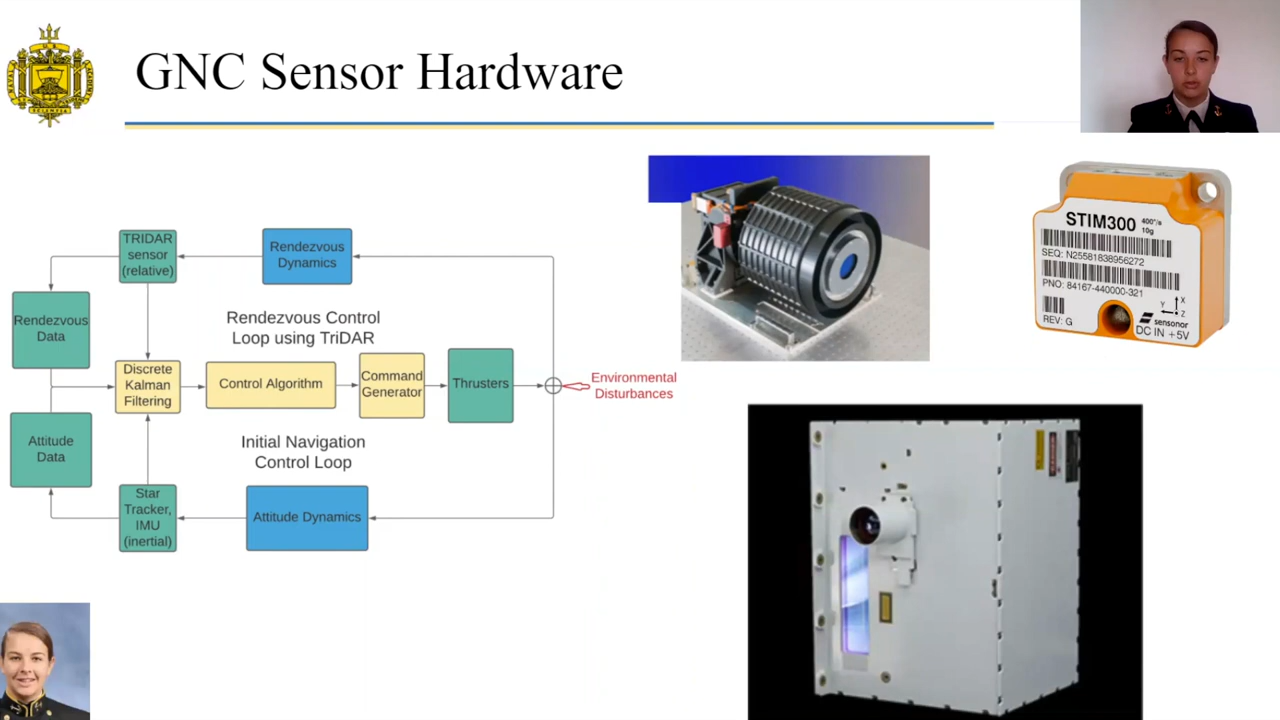 GNC Sensor Hardware
TRIDAR
sensor
(relative)
Rendezvous
Dynamics
Rendezvous
Data
Rendezvous Control
Loop using TriDAR
Discrete
Kalman
Filtering
Control Algorithm
Command
Generator
Thrusters
Environmental
Disturbances
Attitude
Data
Initial Navigation
Control Loop
Star
Tracker,
IMU
(inertial)
Attitude Dynamics
STIM300
400°/s
10g
SEQ: N25581838956272
PNO: 84167-440000-321
REV: G
X
Y
Z
sensonor
DC IN +5V